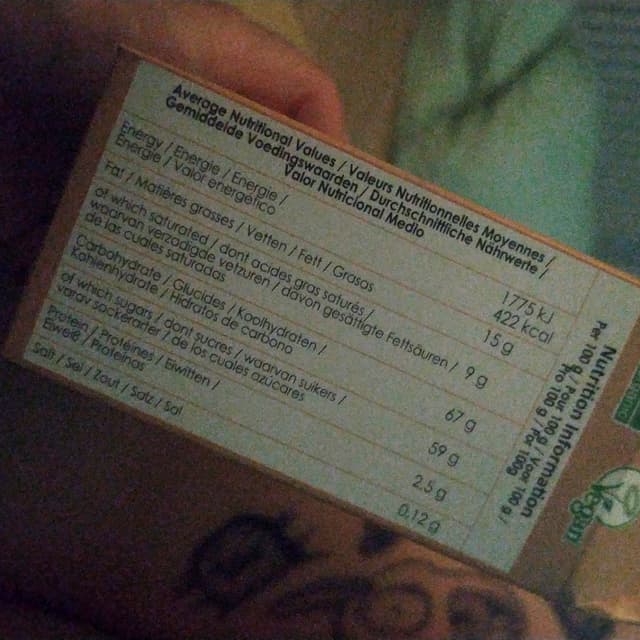 Average Nutritional Values / Valeurs Nutritionnelles Moyennes /
Gemiddelde Voedingswaarden / Durchschnittliche Nährwerte /
Valor Nutricional Medio
Energy / Énergie / Energie /
Energie / Valor energético
1775 kJ
422 kcal
Fat / Matières grasses / Vetten / Fett / Grasas
15 g
of which saturated / dont acides gras saturés /
waarvan verzadigde vetzuren / davon gesättigte Fettsäuren /
de las cuales saturadas
9 g
Carbohydrate / Glucides / Koolhydraten /
Kohlenhydrate / Hidratos de carbono
67 g
of which sugars / dont sucres / waarvan suikers /
/ de los cuales azúcares
59 g
Protein / Protéines / Eiwitten /
Eiweiß / Proteínas
2.5 g
Salt / Sel / Zout / Salz / Sal
0.12 g
Nutrition Information
Per 100 g / Pour 100 g / Voor 100 g /
Pro 100 g / Por 100g
vegan